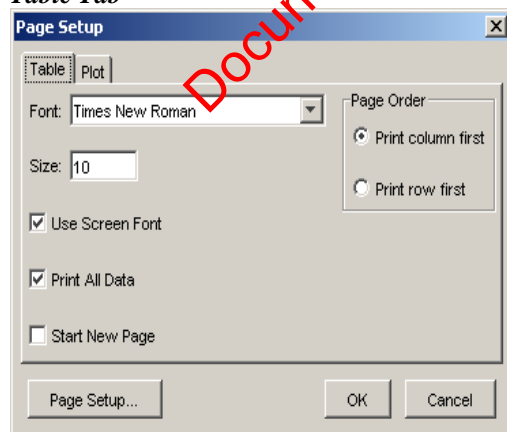 Table Tab
Page Setup
Table Plot
Font: Times New Roman
Size: 10
Use Screen Font
Print All Data
Start New Page
Page Order
Print column first
Print row first
Page Setup... OK Cancel